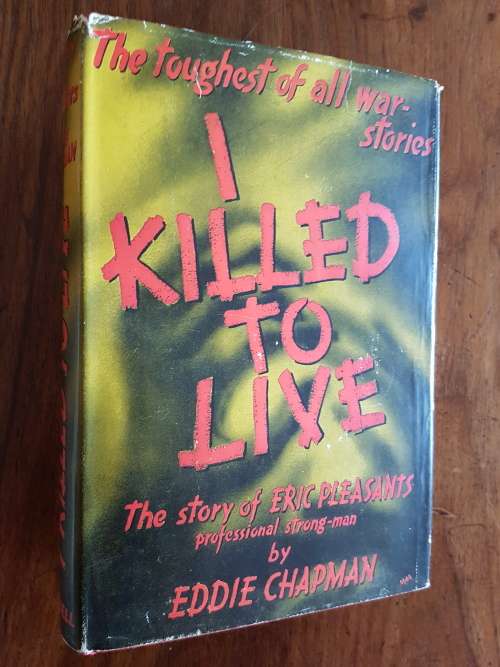 The toughest of all war-
stories
I
KILLED
TO
LIVE
The story of ERIC PLEASANTS
professional strong-man
by
EDDIE CHAPMAN